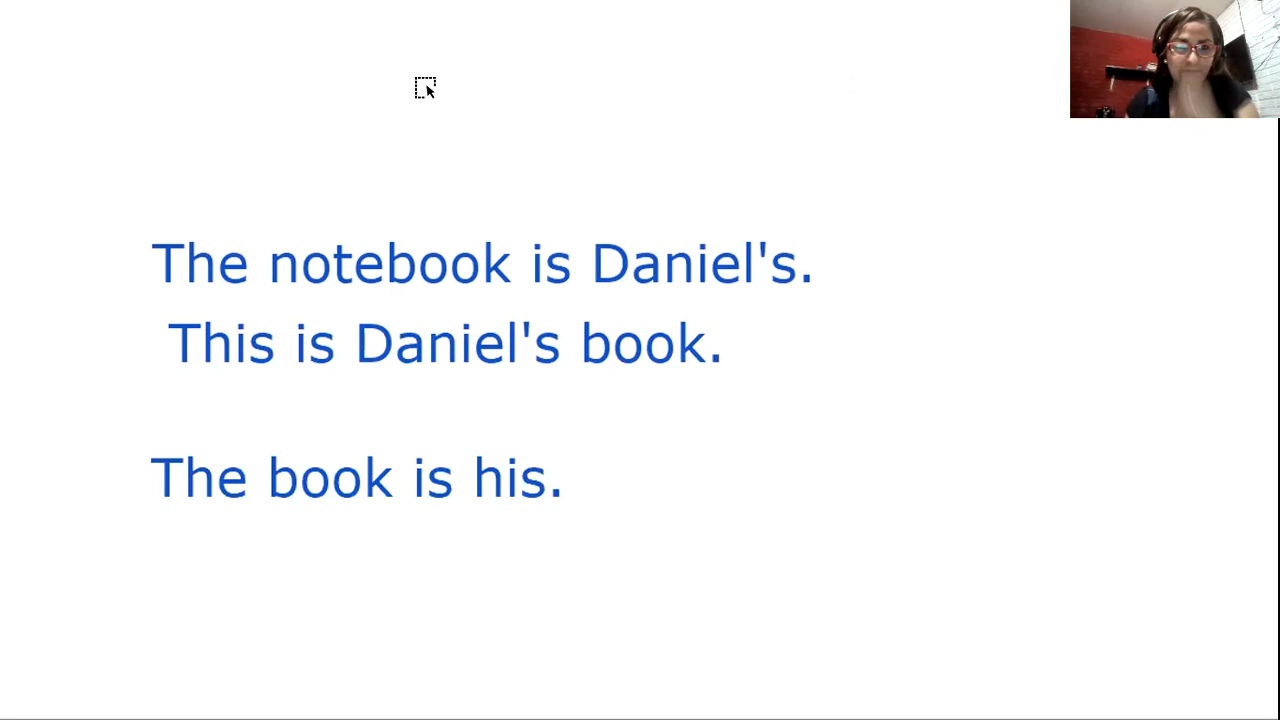 The notebook is Daniel's.
This is Daniel's book.
The book is his.